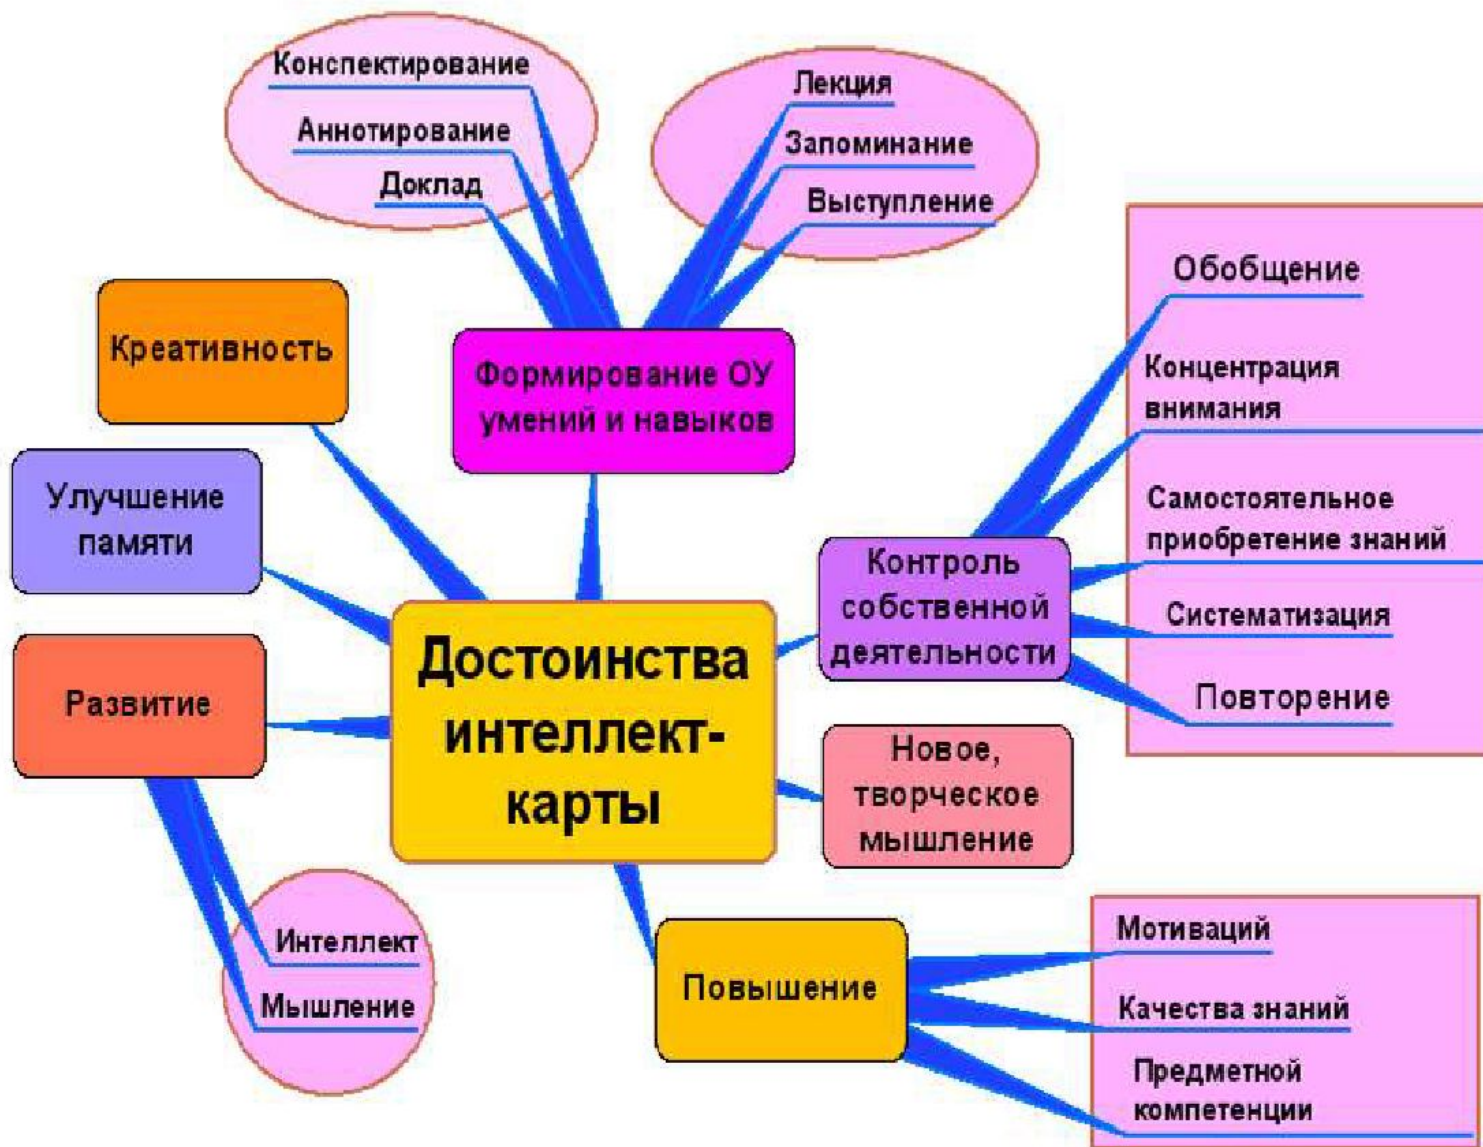 Конспектирование
Аннотирование
Доклад
Лекция
Запоминание
Выступление
Обобщение
Концентрация
внимания
Самостоятельное
приобретение знаний
Систематизация
Повторение
Креативность
Формирование ОУ
умений и навыков
Улучшение
памяти
Контроль
собственной
деятельности
Развитие
Достоинства
интеллект-
карты
Новое,
творческое
мышление
Интеллект
Мышление
Повышение
Мотиваций
Качества знаний
Предметной
компетенции